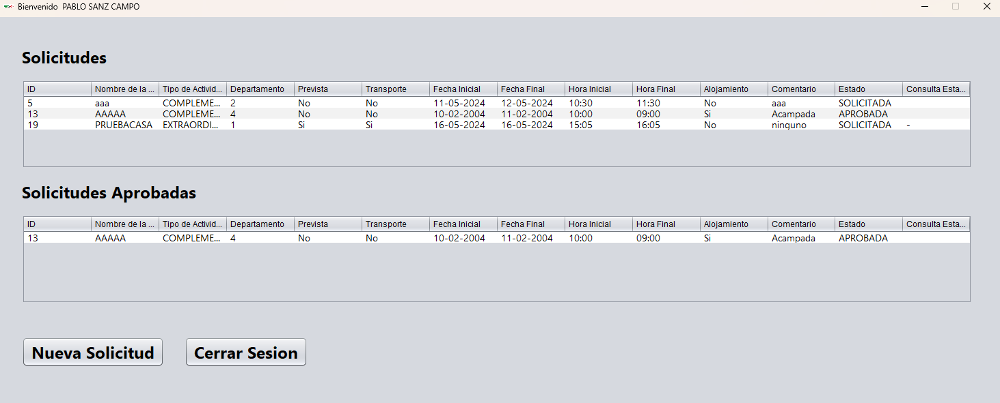 Bienvenido PABLO SANZ CAMPO
Solicitudes
ID Nombre de la ... Tipo de Activid... Departamento Prevista Transporte Fecha Inicial Fecha Final Hora Inicial Hora Final Alojamiento Comentario Estado Consulta Esta...
5 aaa COMPLEME... 2 No No 11-05-2024 12-05-2024 10:30 11:30 No aaa SOLICITADA
13 AAAAA COMPLEME... 4 No No 10-02-2004 11-02-2004 10:00 09:00 Si Acampada APROBADA
19 PRUEBACASA EXTRAORDI... 1 Si Si 16-05-2024 16-05-2024 15:05 16:05 No ninguno SOLICITADA -
Solicitudes Aprobadas
ID Nombre de la ... Tipo de Activid... Departamento Prevista Transporte Fecha Inicial Fecha Final Hora Inicial Hora Final Alojamiento Comentario Estado Consulta Esta...
13 AAAAA COMPLEME... 4 No No 10-02-2004 11-02-2004 10:00 09:00 Si Acampada APROBADA
Nueva Solicitud Cerrar Sesion